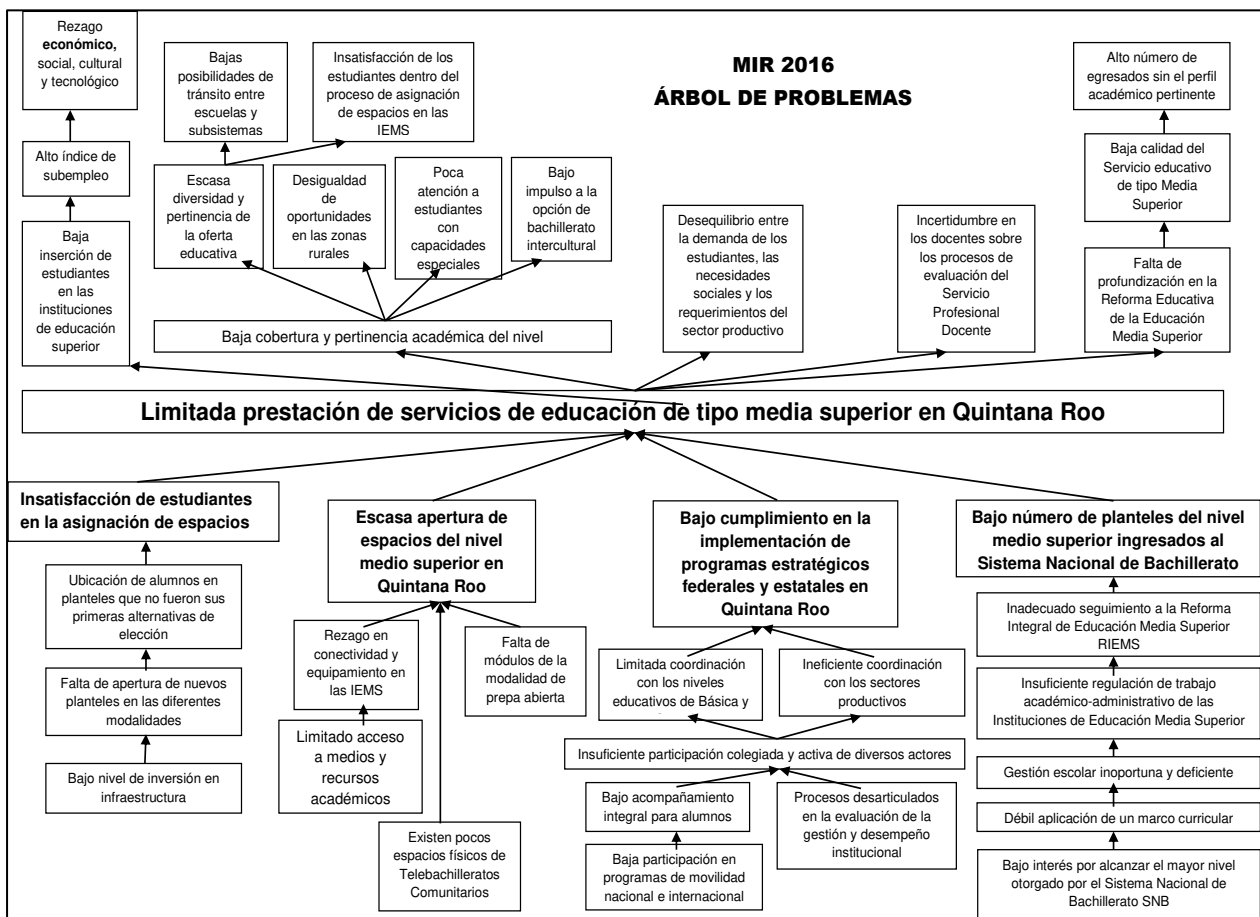 MIR 2016
ÁRBOL DE PROBLEMAS
Rezago
económico,
social, cultural
y tecnológico
Alto índice de
subempleo
Baja
inserción de
estudiantes
en las
instituciones
de educación
superior
Bajas
posibilidades de
tránsito entre
escuelas y
subsistemas
Insatisfacción de los
estudiantes dentro del
proceso de asignación
de espacios en las
IEMS
Escasa
diversidad y
pertinencia de
la oferta
educativa
Desigualdad
de
oportunidades
en las zonas
rurales
Poca
atención a
estudiantes
con
capacidades
especiales
Bajo
impulso a la
opción de
bachillerato
intercultural
Baja cobertura y pertinencia académica del nivel
Desequilibrio entre
la demanda de los
estudiantes, las
necesidades
sociales y los
requerimientos del
sector productivo
Incertidumbre en
los docentes sobre
los procesos de
evaluación del
Servicio
Profesional
Docente
Alto número de
egresados sin el perfil
académico pertinente
Baja calidad del
Servicio educativo
de tipo Media
Superior
Falta de
profundización en la
Reforma Educativa
de la Educación
Media Superior
Limitada prestación de servicios de educación de tipo media superior en Quintana Roo
Insatisfacción de estudiantes
en la asignación de espacios
Ubicación de alumnos en
planteles que no fueron sus
primeras alternativas de
elección
Falta de apertura de nuevos
planteles en las diferentes
modalidades
Bajo nivel de inversión en
infraestructura
Escasa apertura de
espacios del nivel
medio superior en
Quintana Roo
Rezago en
conectividad y
equipamiento en
las IEMS
Limitado acceso
a medios y
recursos
académicos
Falta de
módulos de la
modalidad de
prepa abierta
Existen pocos
espacios físicos de
Telebachilleratos
Comunitarios
Bajo cumplimiento en la
implementación de
programas estratégicos
federales y estatales en
Quintana Roo
Limitada coordinación
con los niveles
educativos de Básica y
Ineficiente coordinación
con los sectores
productivos
Insuficiente participación colegiada y activa de diversos actores
Bajo acompañamiento
integral para alumnos
Baja participación en
programas de movilidad
nacional e internacional
Procesos desarticulados
en la evaluación de la
gestión y desempeño
institucional
Bajo número de planteles del nivel
medio superior ingresados al
Sistema Nacional de Bachillerato
Inadecuado seguimiento a la Reforma
Integral de Educación Media Superior
RIEMS
Insuficiente regulación de trabajo
académico-administrativo de las
Instituciones de Educación Media Superior
Gestión escolar inoportuna y deficiente
Débil aplicación de un marco curricular
Bajo interés por alcanzar el mayor nivel
otorgado por el Sistema Nacional de
Bachillerato SNB